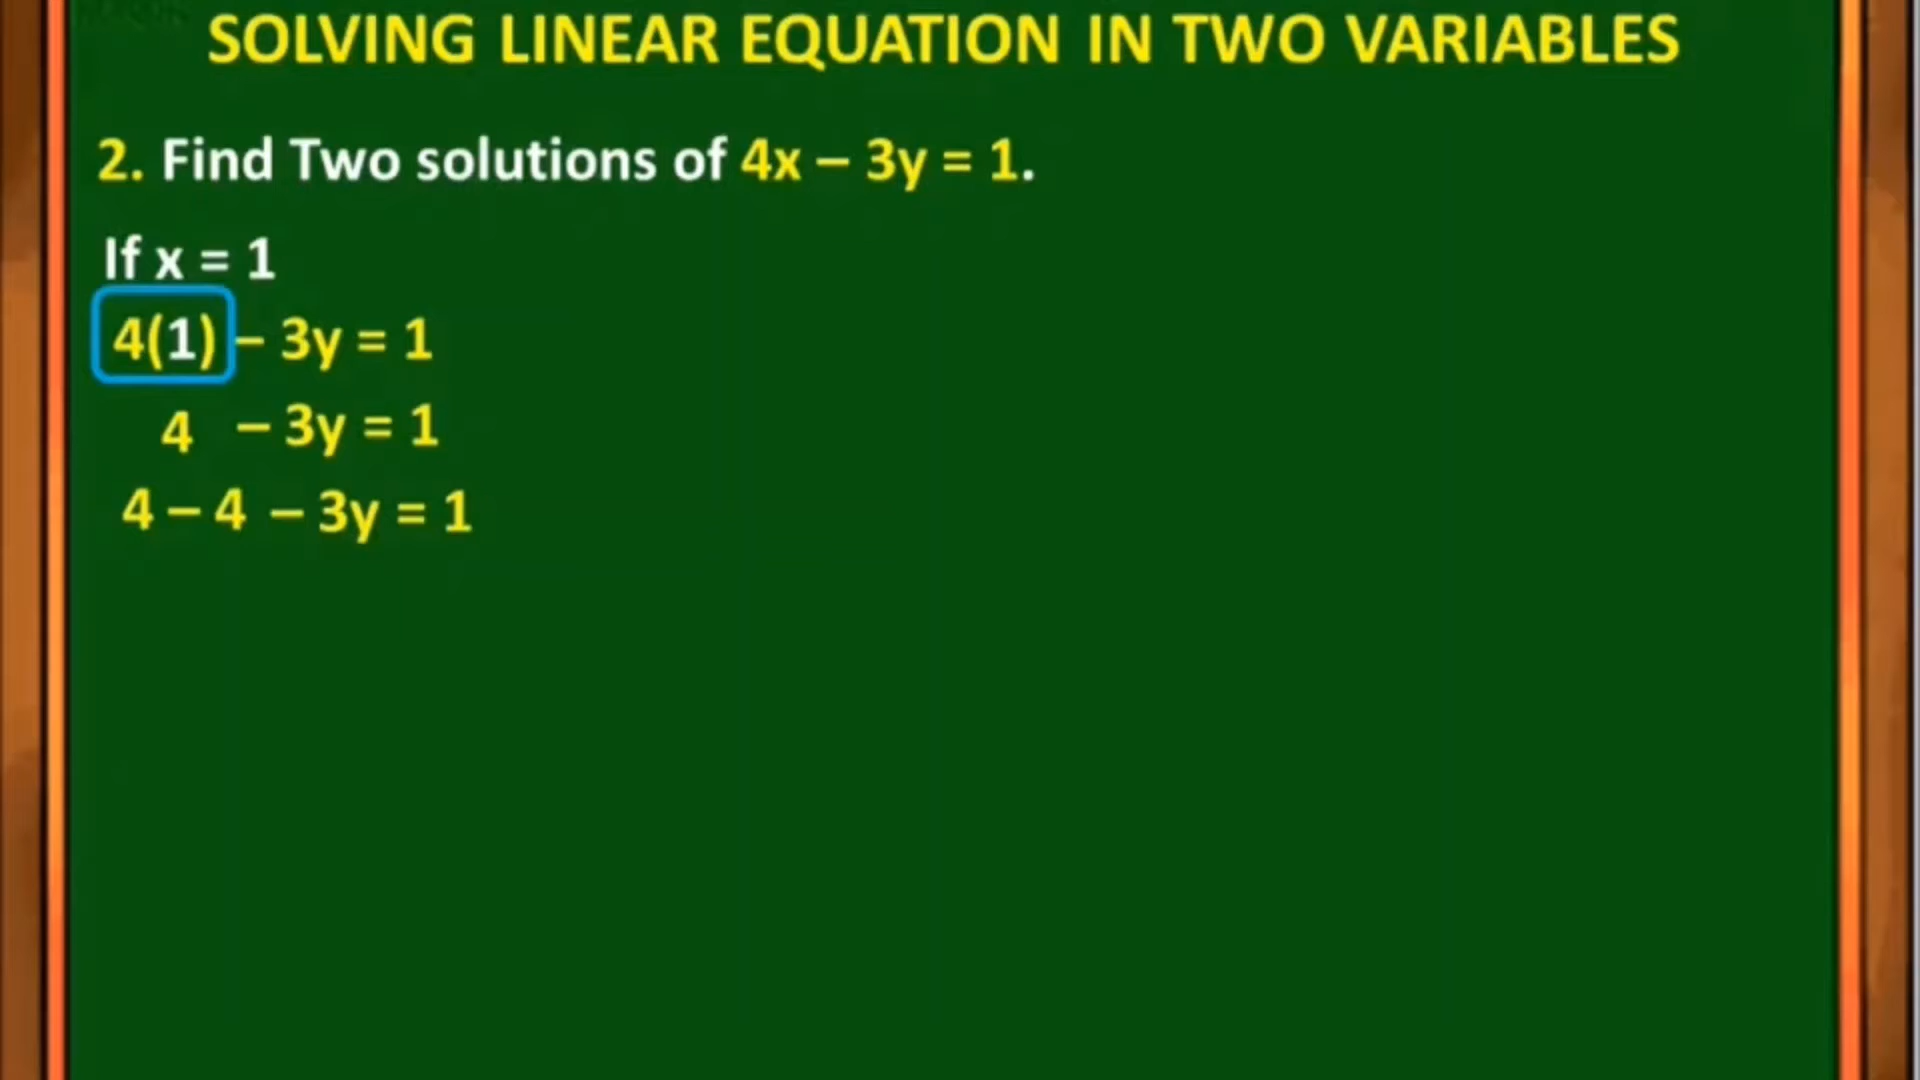 SOLVING LINEAR EQUATION IN TWO VARIABLES
2. Find Two solutions of 4x – 3y = 1.
If x = 1
4(1) – 3y = 1
4 – 3y = 1
4 – 4 – 3y = 1